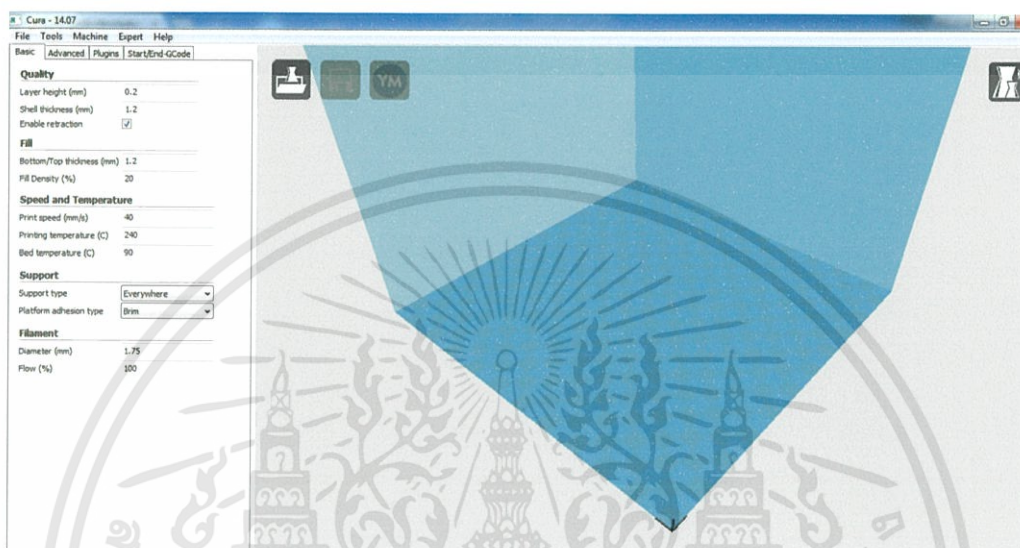 Cura - 14.07
File Tools Machine Expert Help
Basic Advanced Plugins Start/End-GCode
Quality
Layer height (mm) 0.2
Shell thickness (mm) 1.2
Enable retraction
Fill
Bottom/Top thickness (mm) 1.2
Fill Density (%) 20
Speed and Temperature
Print speed (mm/s) 40
Printing temperature (C) 240
Bed temperature (C) 90
Support
Support type Everywhere
Platform adhesion type Brim
Filament
Diameter (mm) 1.75
Flow (%) 100
YM